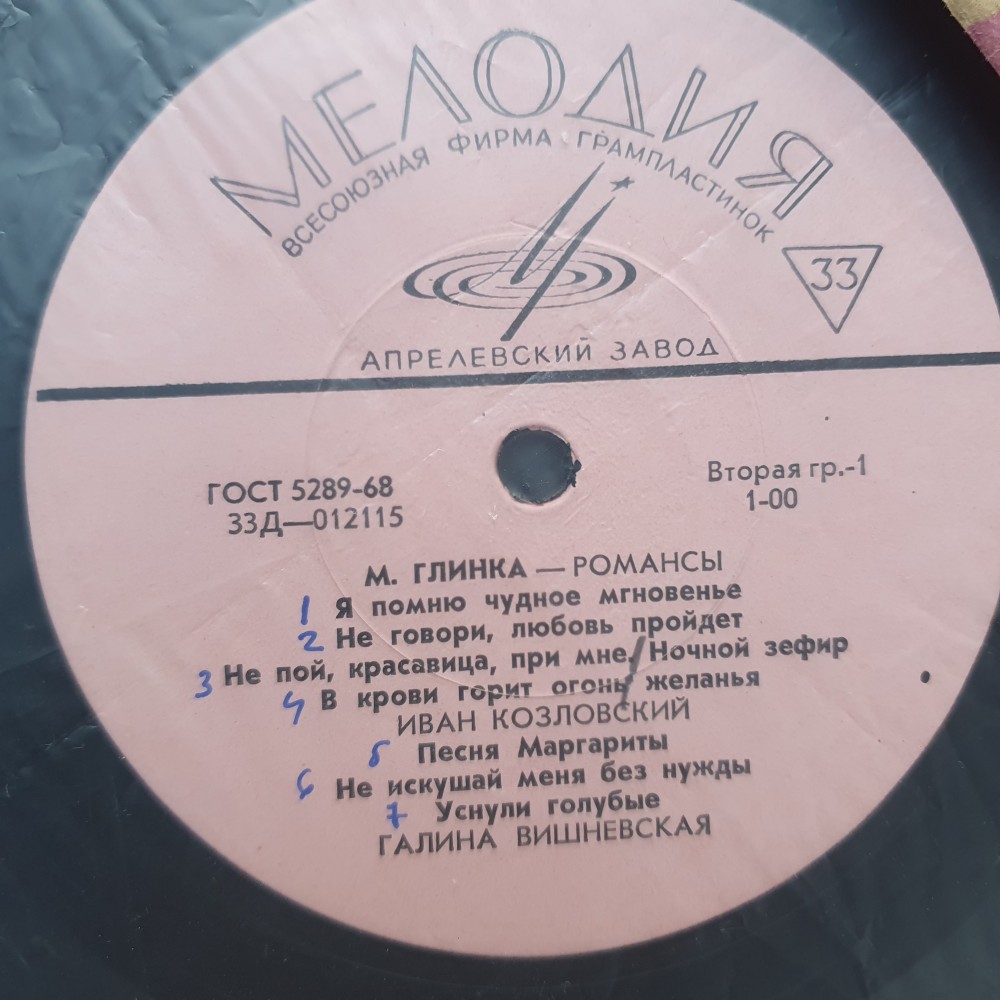 МЕЛОДИЯ
ВСЕСОЮЗНАЯ ФИРМА ГРАМПЛАСТИНОК
33
АПРЕЛЕВСКИЙ ЗАВОД
ГОСТ 5289-68
Вторая гр.-1
33Д—012115
1-00
М. ГЛИНКА — РОМАНСЫ
1 Я помню чудное мгновенье
2 Не говори, любовь пройдет
3 Не пой, красавица, при мне. / Ночной зефир
4 В крови горит огонь желанья
ИВАН КОЗЛОВСКИЙ
5 Песня Маргариты
6 Не искушай меня без нужды
7 Уснули голубые
ГАЛИНА ВИШНЕВСКАЯ